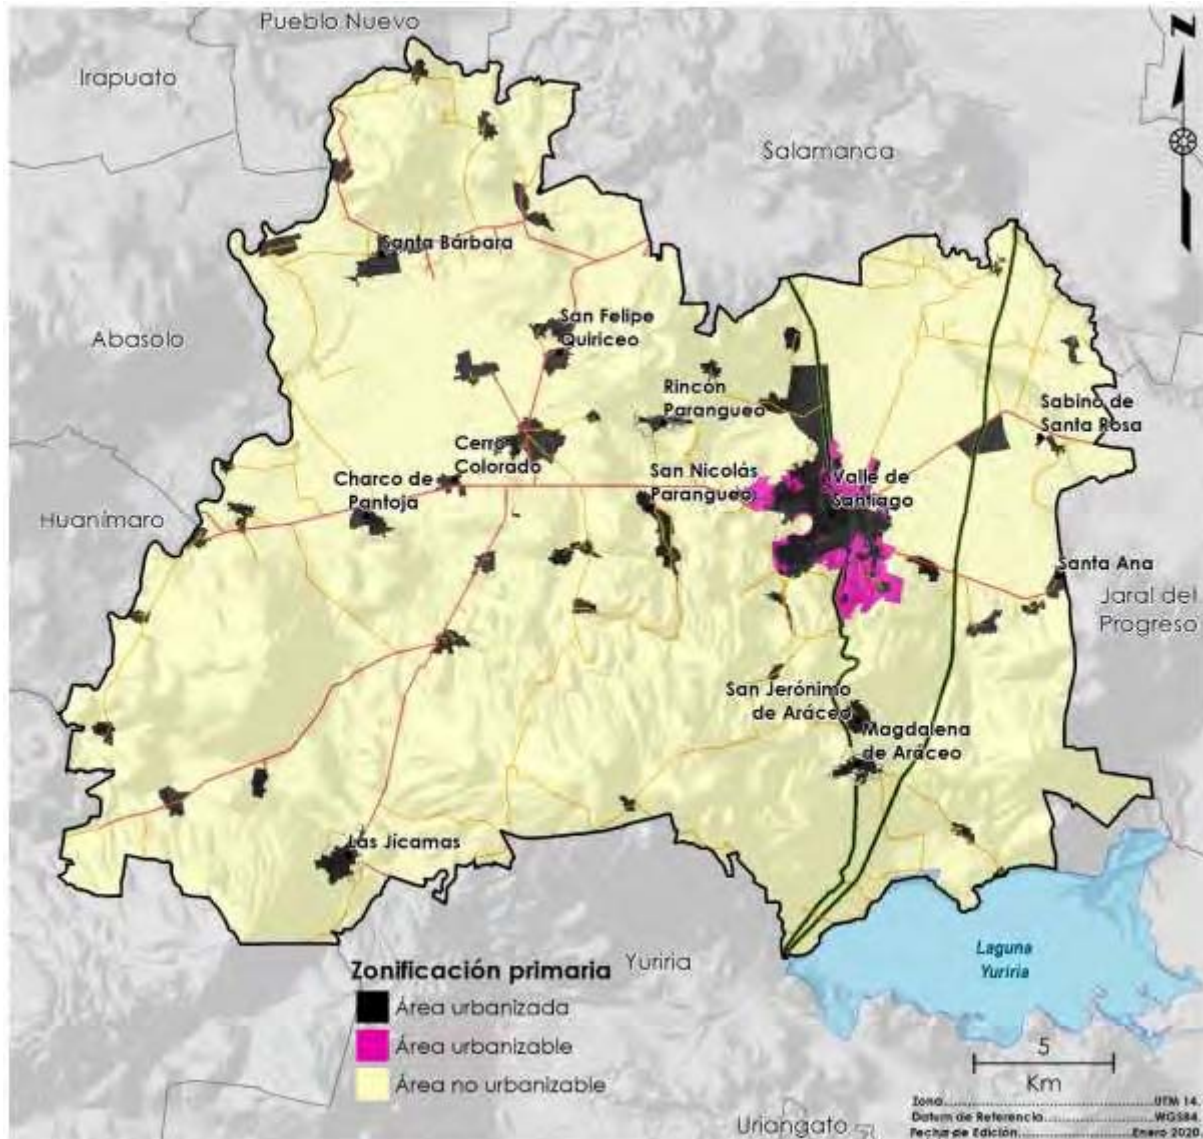 Pueblo Nuevo
Irapuato
Salamanca
Santa Bárbara
Abasolo
San Felipe
Quiriceo
Rincón
Parangueo
Sabino de
Santa Rosa
Cerro
Colorado
Charco de
Pantoja
San Nicolás
Parangueo
Valle de
Santiago
Huanímaro
Santa Ana
Jaral del
Progreso
San Jerónimo
de Aráceo
Magdalena
de Aráceo
Las Jícamas
Laguna
Yuriria
Yuriria
Zonificación primaria
Área urbanizada
Área urbanizable
Área no urbanizable
5
Km
Uriangato
Zona...........................UTM 14.
Datum de Referencia................WGS84.
Fecha de Edición................Enero 2020.
Z